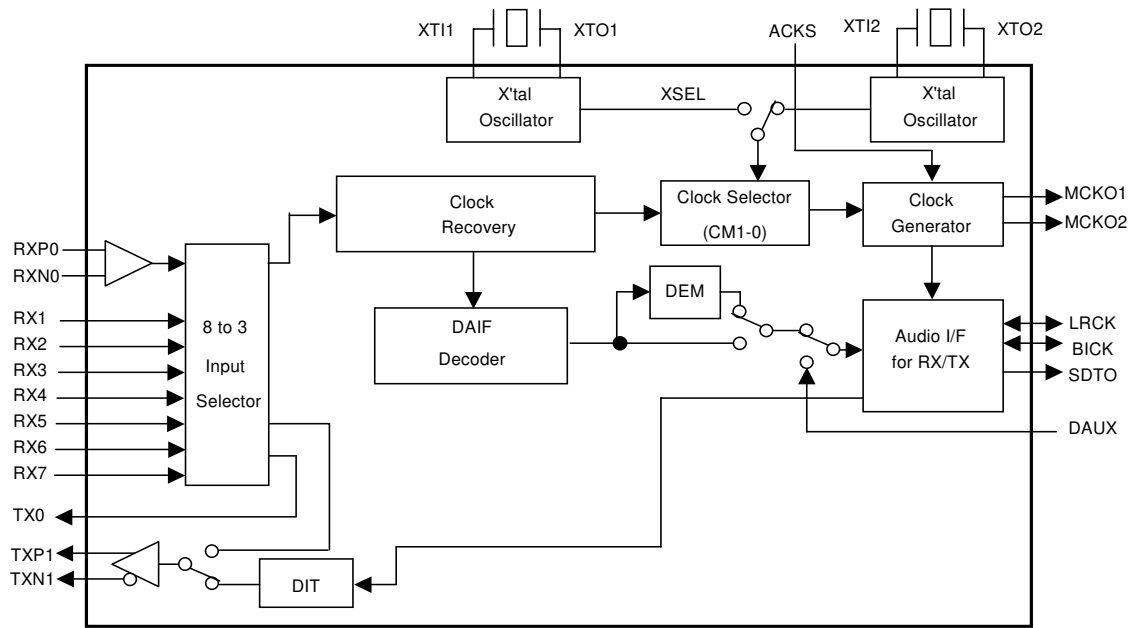 XTI1
XTO1
ACKS
XTI2
XTO2
X'tal
Oscillator
XSEL
X'tal
Oscillator
Clock
Recovery
Clock Selector
(CM1-0)
Clock
Generator
MCKO1
MCKO2
RXP0
RXN0
RX1
RX2
RX3
RX4
RX5
RX6
RX7
8 to 3
Input
Selector
DAIF
Decoder
DEM
Audio I/F
for RX/TX
LRCK
BICK
SDTO
DAUX
TX0
TXP1
TXN1
DIT